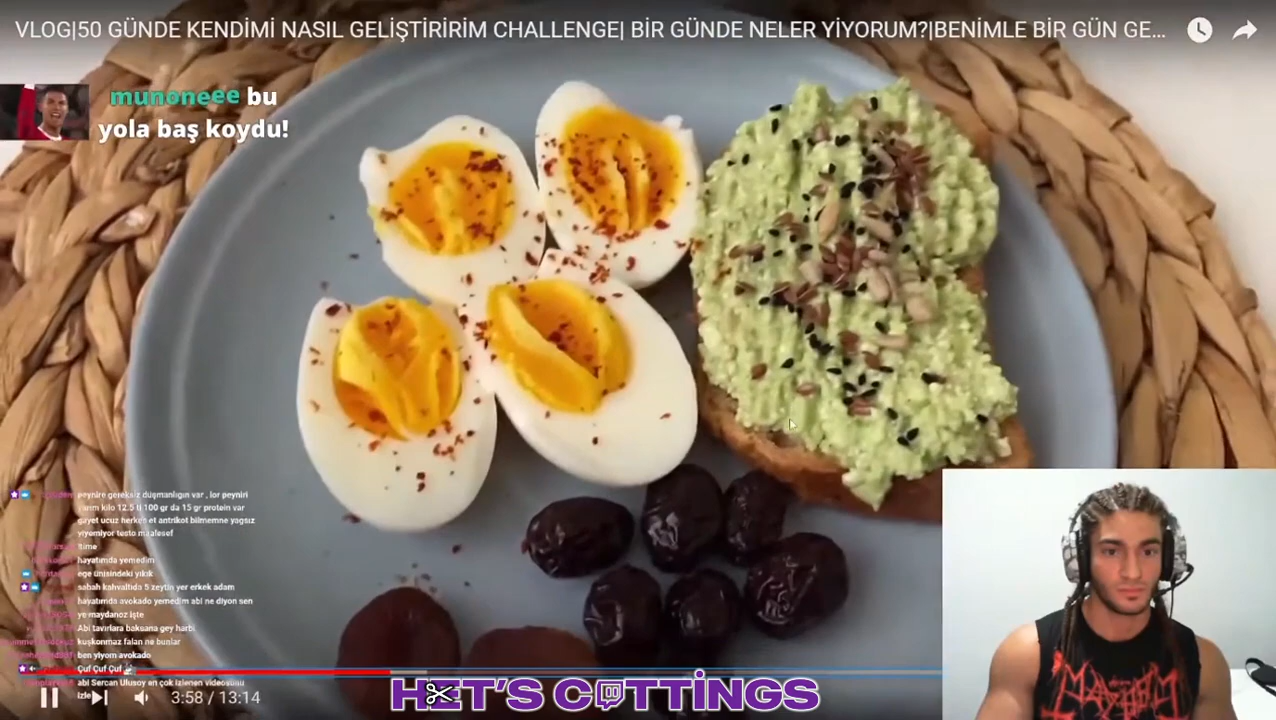 VLOG|50 GÜNDE KENDİMİ NASIL GELİŞTİRİRİM CHALLENGE| BİR GÜNDE NELER YİYORUM?|BENİMLE BİR GÜN GE...
munoneee bu
yola baş koydu!
peynire gereksiz düşmanlıgın var , lor peyniri
yarım kilo 12.5 tl 100 gr da 15 gr protein var
gayet ucuz herkes et antrikot bilmemne yogsiz
yiyemiyor testo maalesef
!time
hayatımda yemedim
ege ünisindeki yıkık
sabah kahvaltıda 5 zeytin yer erkek adam
hayatımda avokado yemedim abi ne diyon sen
ye maydanoz işte
Abi tavırlara baksana gey harbi
kuşkonmaz falan ne bunlar
ben yiyom avokado
Çuf Çuf Çuf
abi Sercan Ulusoy en çok izlenen videosunu
izle
3:58 / 13:14
HET'S CUTTINGS